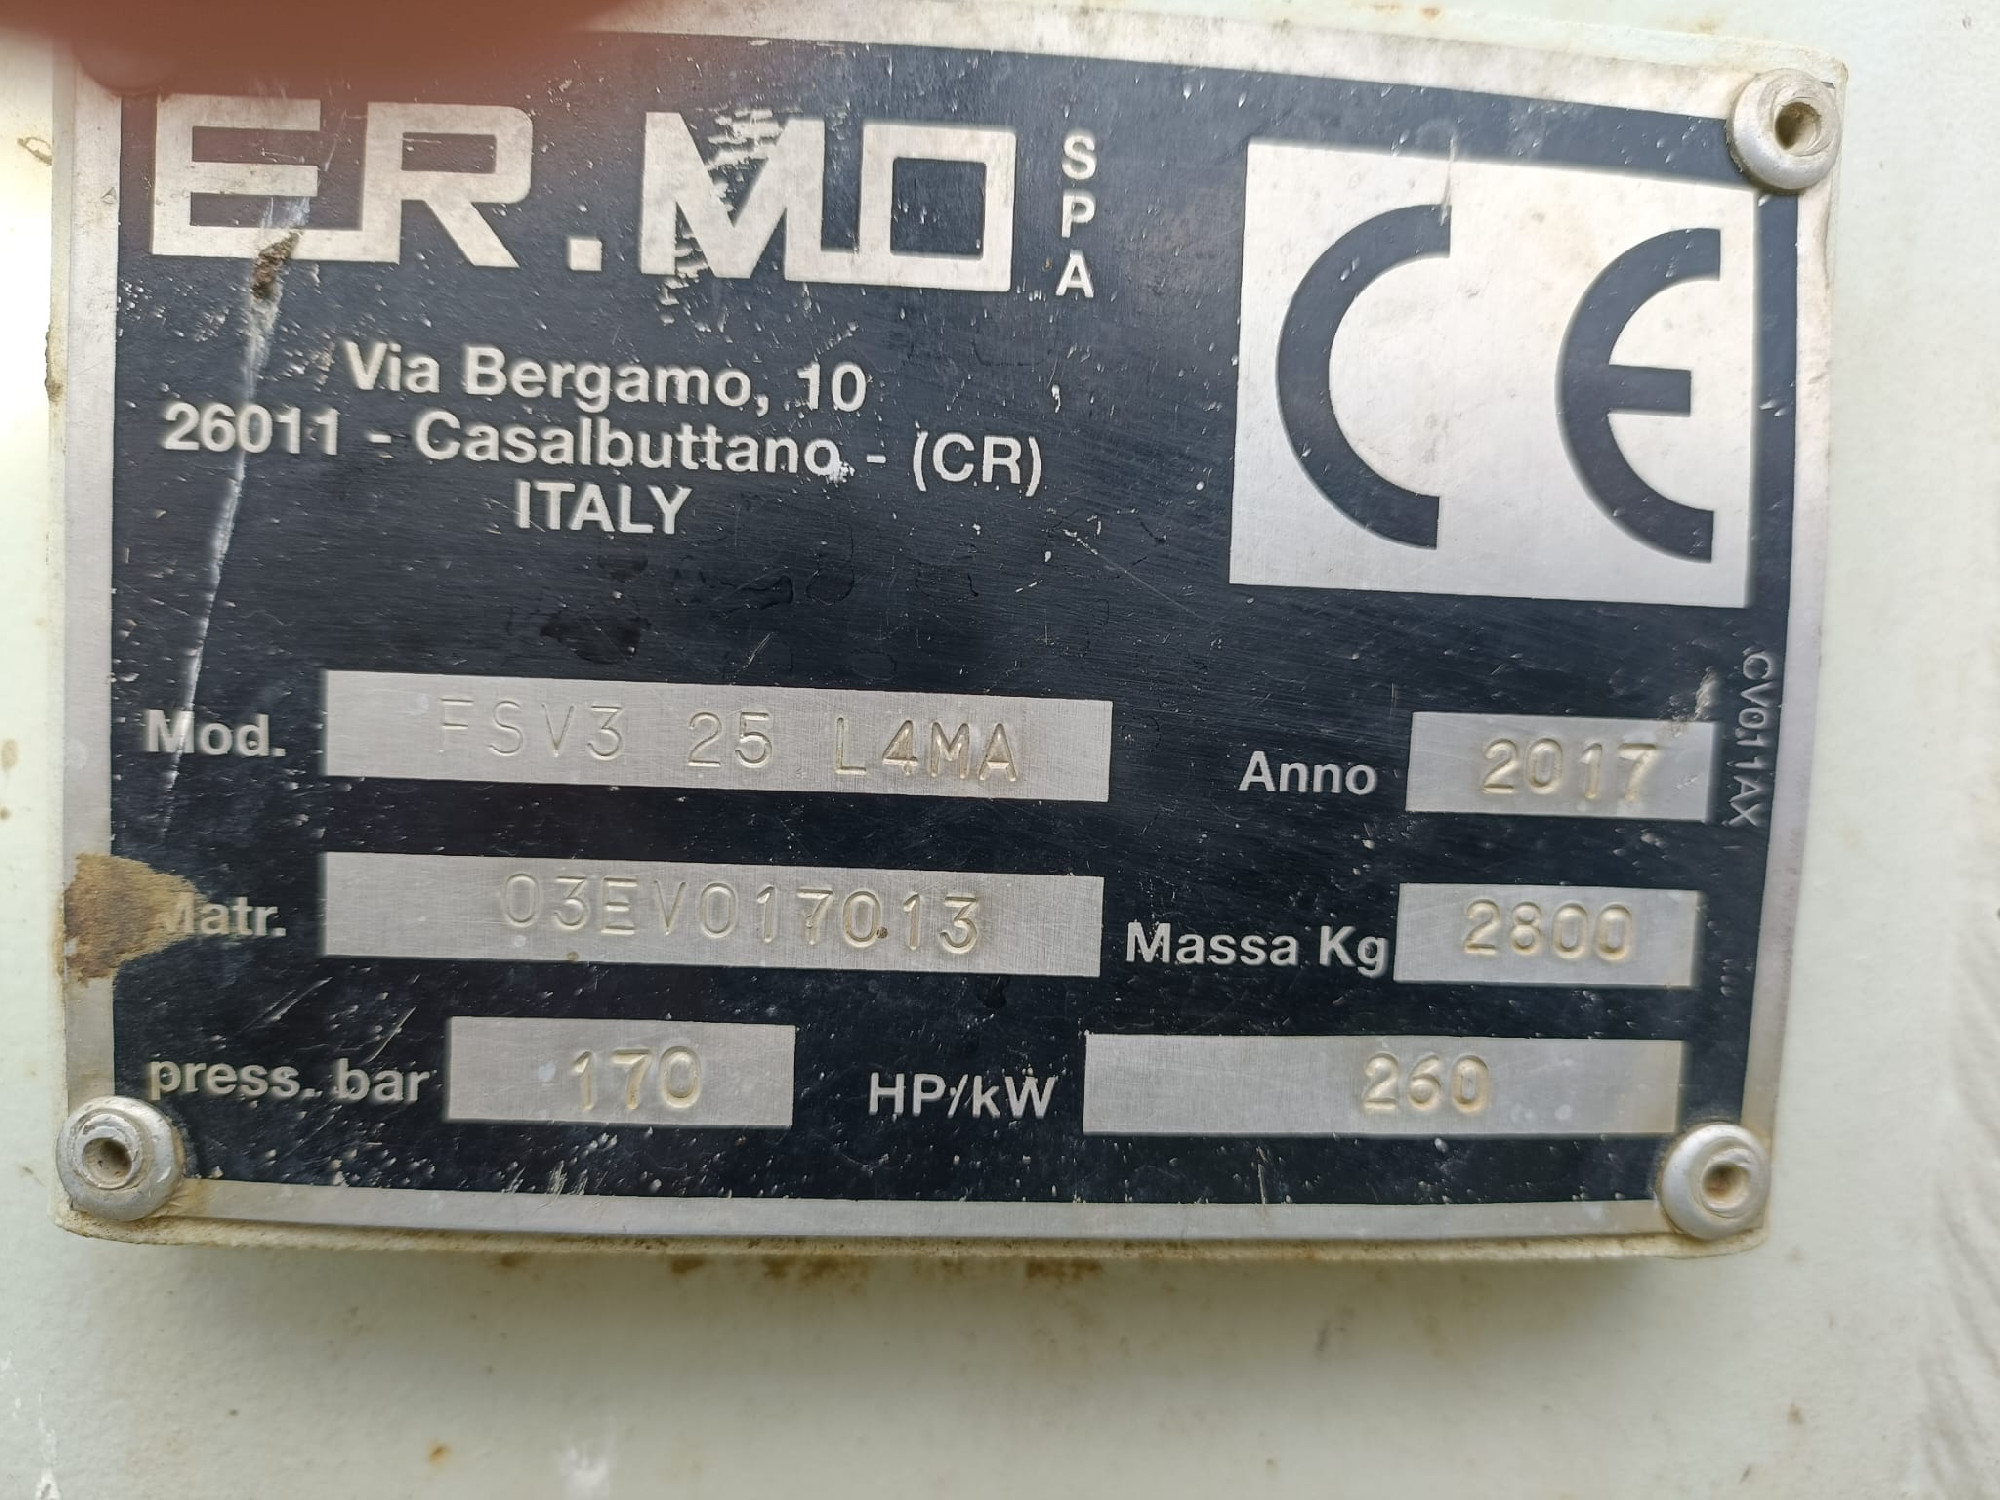 ER.MO SPA
Via Bergamo, 10
26011 - Casalbuttano - (CR)
ITALY
CE
Mod. FSV3 25 L4MA
Anno 2017
CV011AX
Matr. 03EV017013
Massa Kg 2800
press. bar 170
HP/kW 260